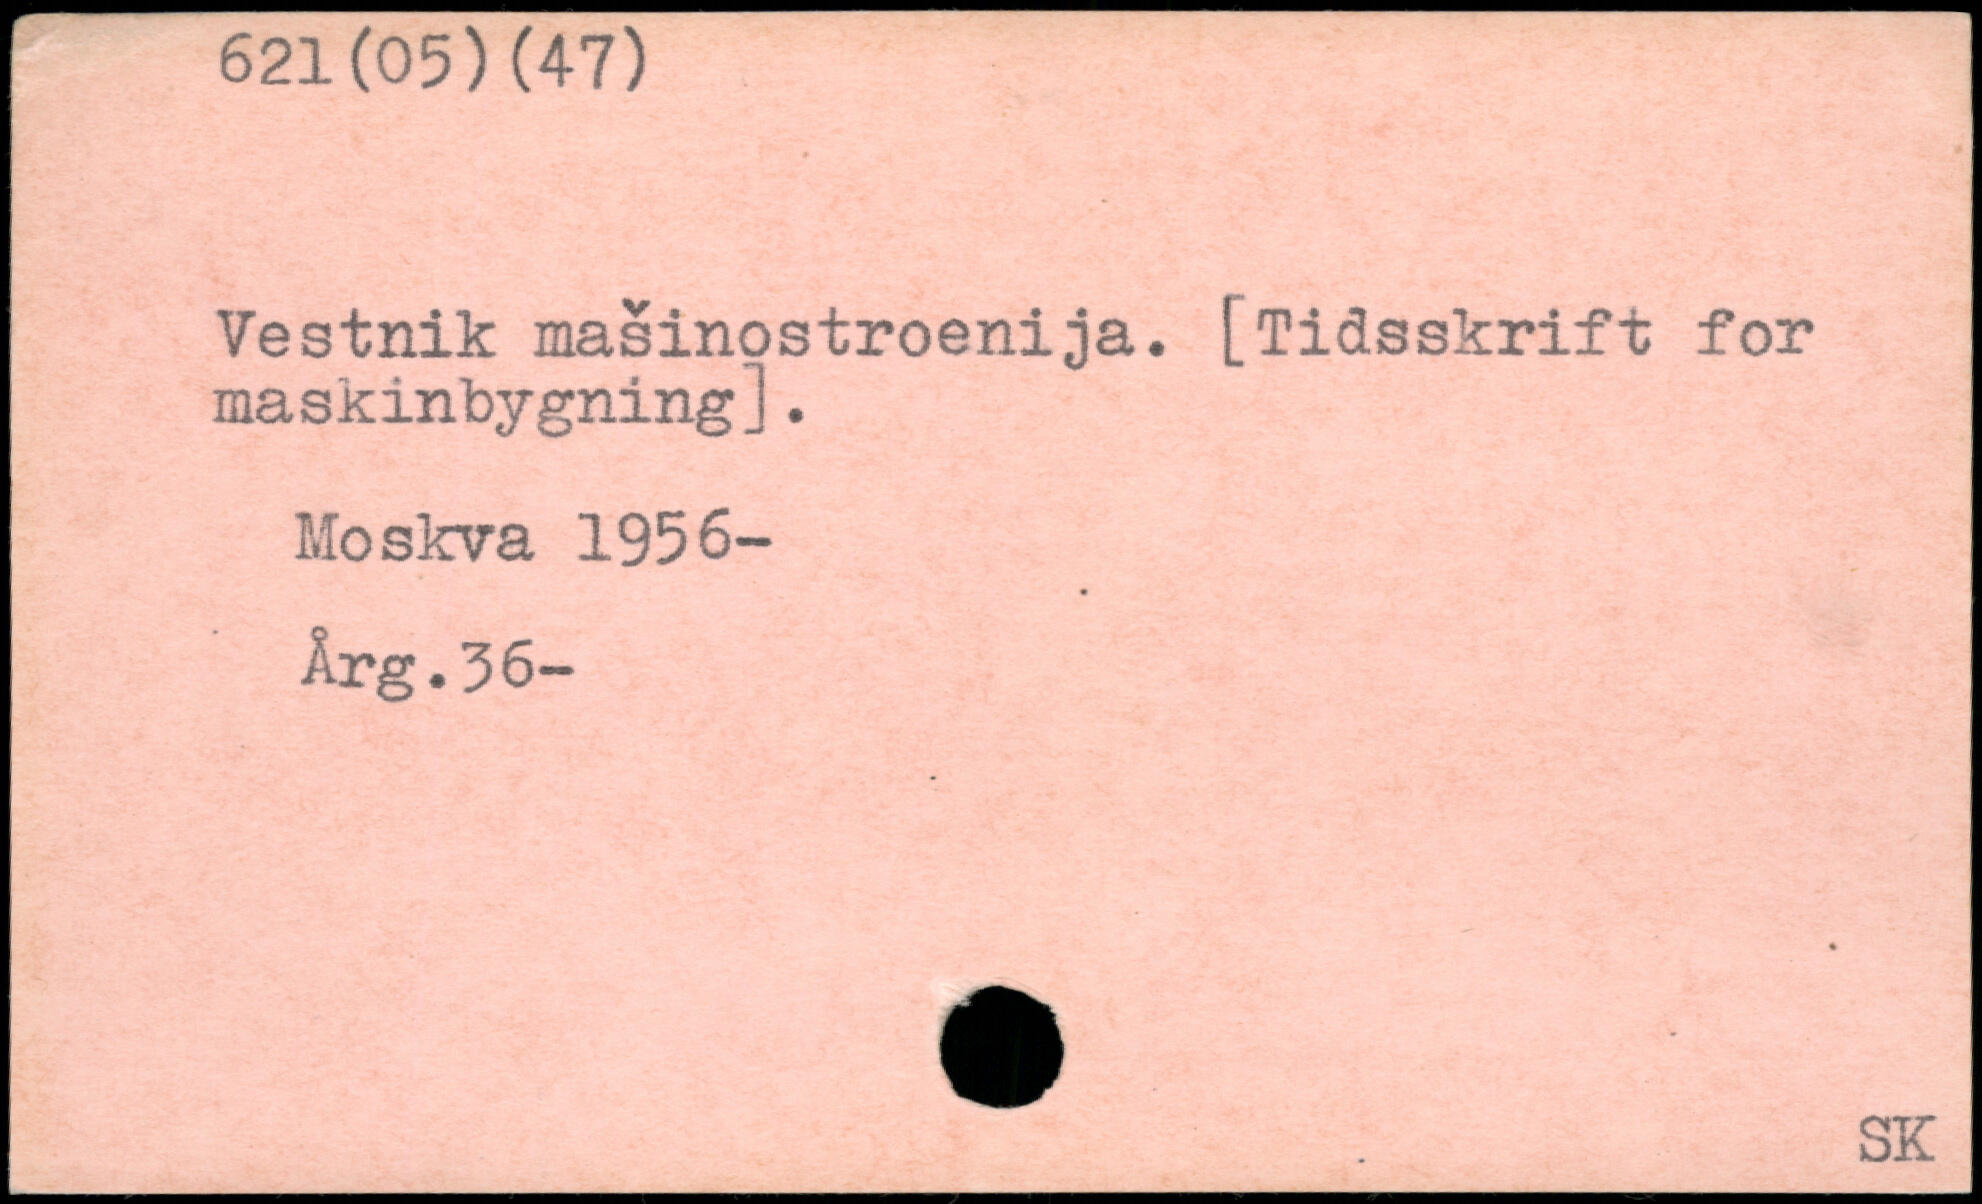 621(05)(47)
Vestnik mašinostroenija. [Tidsskrift for
maskinbygning].
Moskva 1956-
Årg.36-
SK